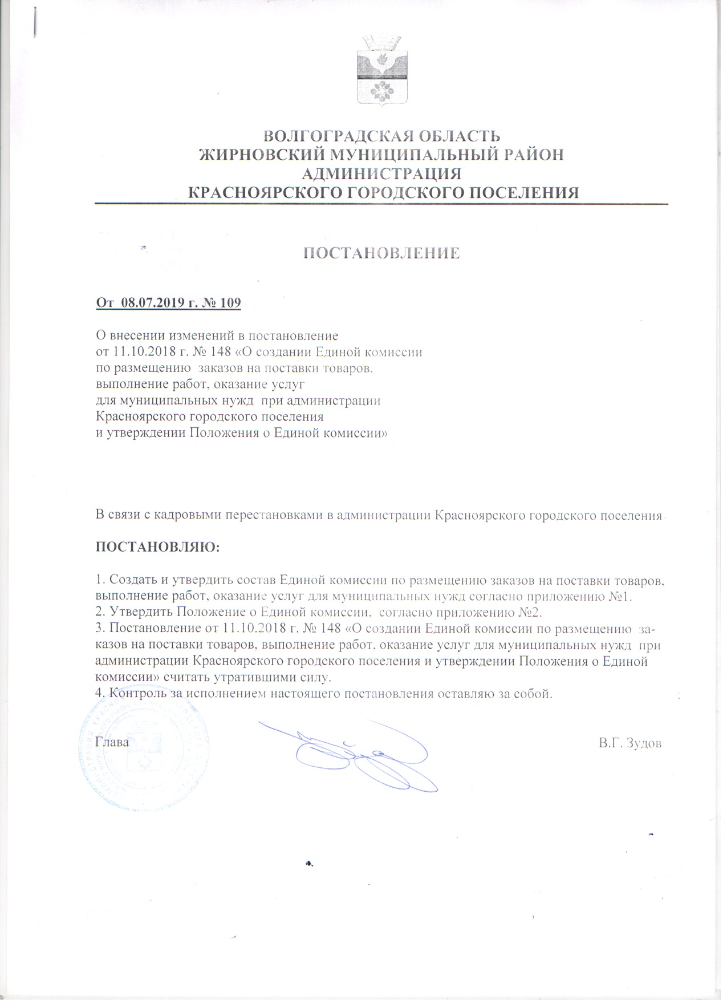 ВОЛГОГРАДСКАЯ ОБЛАСТЬ
ЖИРНОВСКИЙ МУНИЦИПАЛЬНЫЙ РАЙОН
АДМИНИСТРАЦИЯ
КРАСНОЯРСКОГО ГОРОДСКОГО ПОСЕЛЕНИЯ
ПОСТАНОВЛЕНИЕ
От 08.07.2019 г. № 109
О внесении изменений в постановление
от 11.10.2018 г. № 148 «О создании Единой комиссии
по размещению заказов на поставки товаров.
выполнение работ, оказание услуг
для муниципальных нужд при администрации
Красноярского городского поселения
и утверждении Положения о Единой комиссии»
В связи с кадровыми перестановками в администрации Красноярского городского поселения
ПОСТАНОВЛЯЮ:
1. Создать и утвердить состав Единой комиссии по размещению заказов на поставки товаров,
выполнение работ, оказание услуг для муниципальных нужд согласно приложению №1.
2. Утвердить Положение о Единой комиссии, согласно приложению №2.
3. Постановление от 11.10.2018 г. № 148 «О создании Единой комиссии по размещению за-
казов на поставки товаров, выполнение работ, оказание услуг для муниципальных нужд при
администрации Красноярского городского поселения и утверждении Положения о Единой
комиссии» считать утратившими силу.
4. Контроль за исполнением настоящего постановления оставляю за собой.
Глава В.Г. Зудов